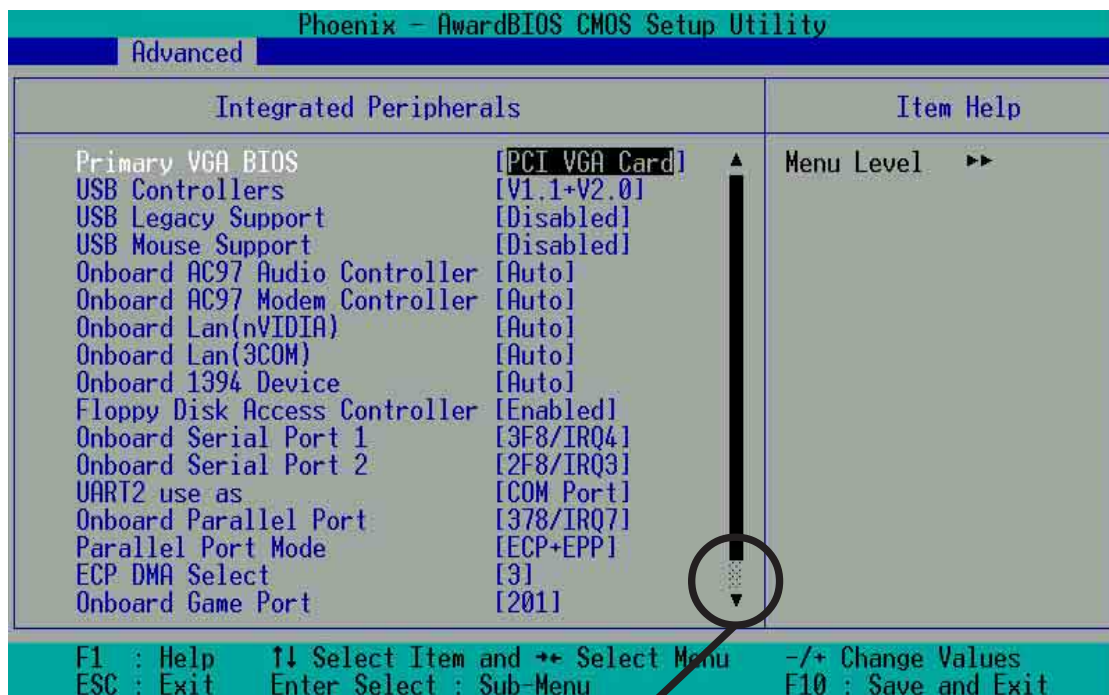 Phoenix - AwardBIOS CMOS Setup Utility
Advanced
Integrated Peripherals
Item Help
Primary VGA BIOS [PCI VGA Card]
Menu Level ►►
USB Controllers [V1.1+V2.0]
USB Legacy Support [Disabled]
USB Mouse Support [Disabled]
Onboard AC97 Audio Controller [Auto]
Onboard AC97 Modem Controller [Auto]
Onboard Lan(nVIDIA) [Auto]
Onboard Lan(3COM) [Auto]
Onboard 1394 Device [Auto]
Floppy Disk Access Controller [Enabled]
Onboard Serial Port 1 [3F8/IRQ4]
Onboard Serial Port 2 [2F8/IRQ3]
UART2 use as [COM Port]
Onboard Parallel Port [378/IRQ7]
Parallel Port Mode [ECP+EPP]
ECP DMA Select [3]
Onboard Game Port [201]
F1 : Help ↑↓ Select Item and →← Select Menu -/+ Change Values
ESC : Exit Enter Select : Sub-Menu F10 : Save and Exit